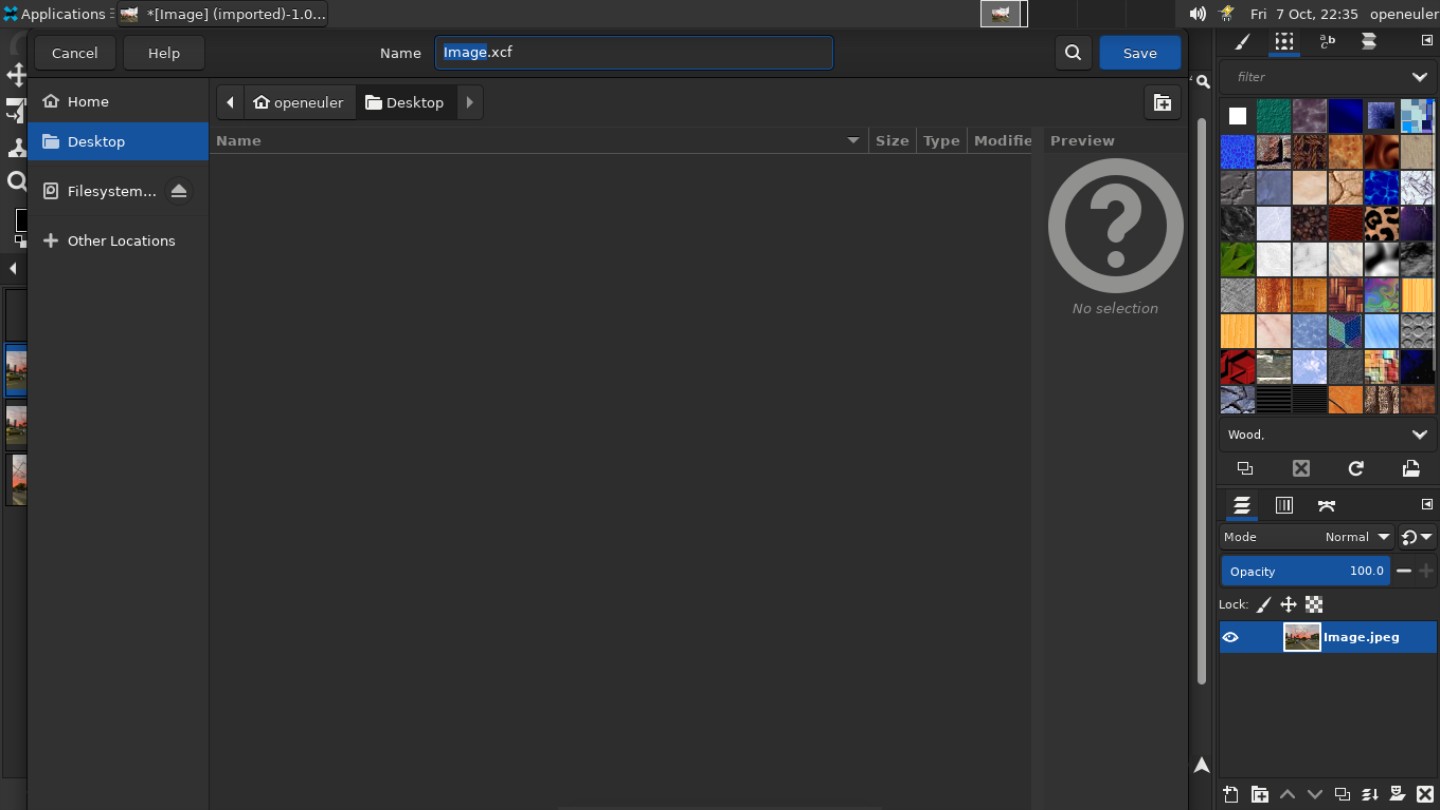 Applications
*[Image] (imported)-1.0...
Fri 7 Oct, 22:35
openeuler
Cancel
Help
Name
Image.xcf
Save
Home
Desktop
Filesystem...
Other Locations
openeuler
Desktop
Name
Size
Type
Modifie
Preview
No selection
filter
Wood,
Mode
Normal
Opacity
100.0
Lock:
Image.jpeg